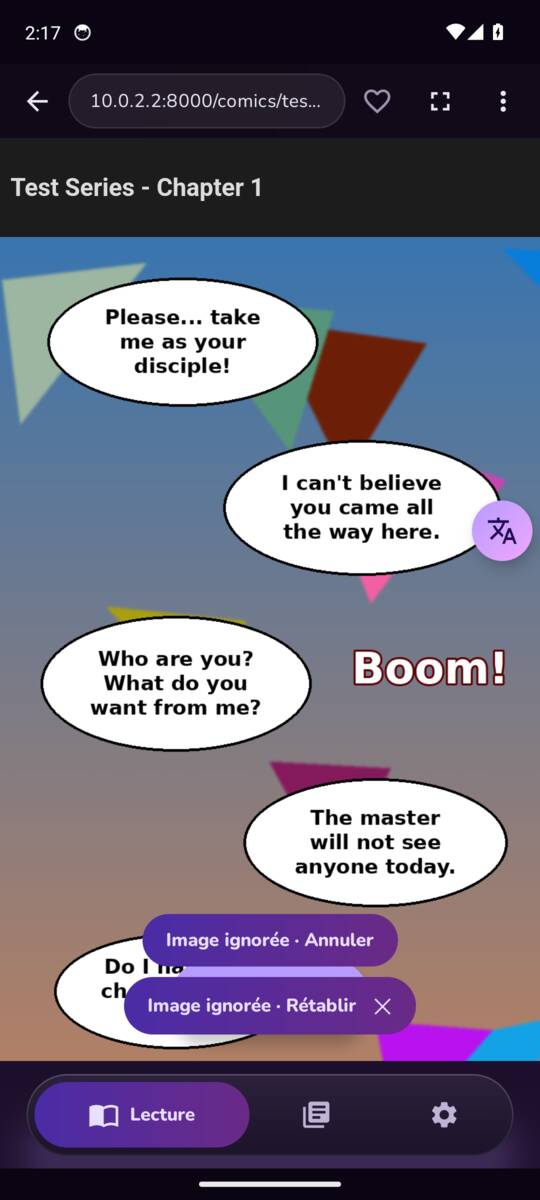 2:17
10.0.2.2:8000/comics/tes...
Test Series - Chapter 1
Please... take
me as your
disciple!
I can't believe
you came all
the way here.
Who are you?
What do you
want from me?
Boom!
The master
will not see
anyone today.
Image ignorée · Annuler
Do I
Image ignorée · Rétablir
Lecture